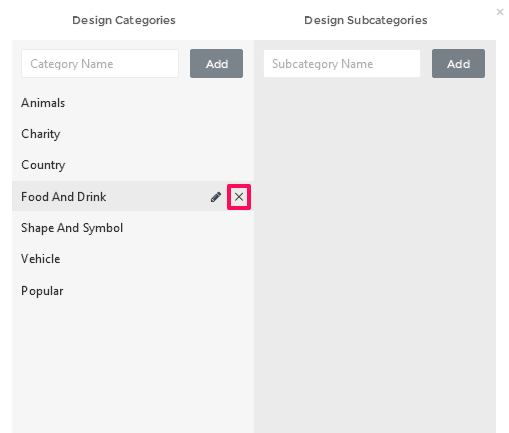 Design Categories
Design Subcategories
Category Name
Add
Subcategory Name
Add
Animals
Charity
Country
Food And Drink
Shape And Symbol
Vehicle
Popular